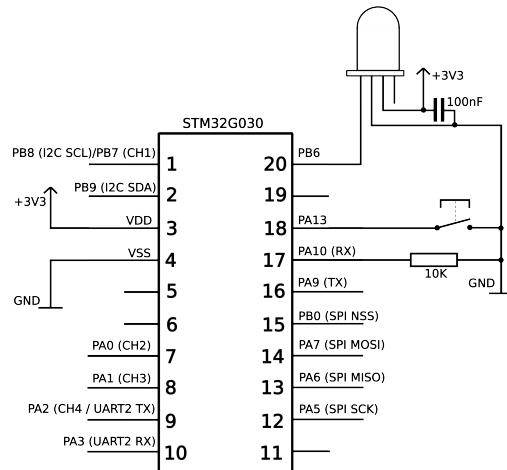 +3V3
100nF
STM32G030
PB8 (I2C SCL)/PB7 (CH1)
1
20
PB6
PB9 (I2C SDA)
2
19
+3V3
VDD
3
18
PA13
VSS
4
17
PA10 (RX)
10K
GND
GND
5
16
PA9 (TX)
6
15
PB0 (SPI NSS)
PA0 (CH2)
7
14
PA7 (SPI MOSI)
PA1 (CH3)
8
13
PA6 (SPI MISO)
PA2 (CH4 / UART2 TX)
9
12
PA5 (SPI SCK)
PA3 (UART2 RX)
10
11